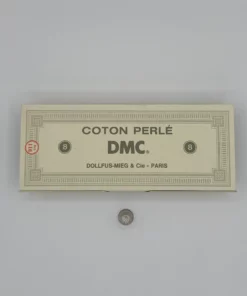 COTON PERLÉ
8 DMC® 8
DOLLFUS-MIEG & Cie - PARIS